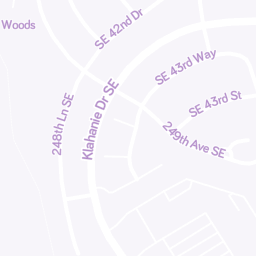 Woods
SE 42nd Dr
SE 43rd Way
SE 43rd St
Klahanie Dr SE
248th Ln SE
249th Ave SE